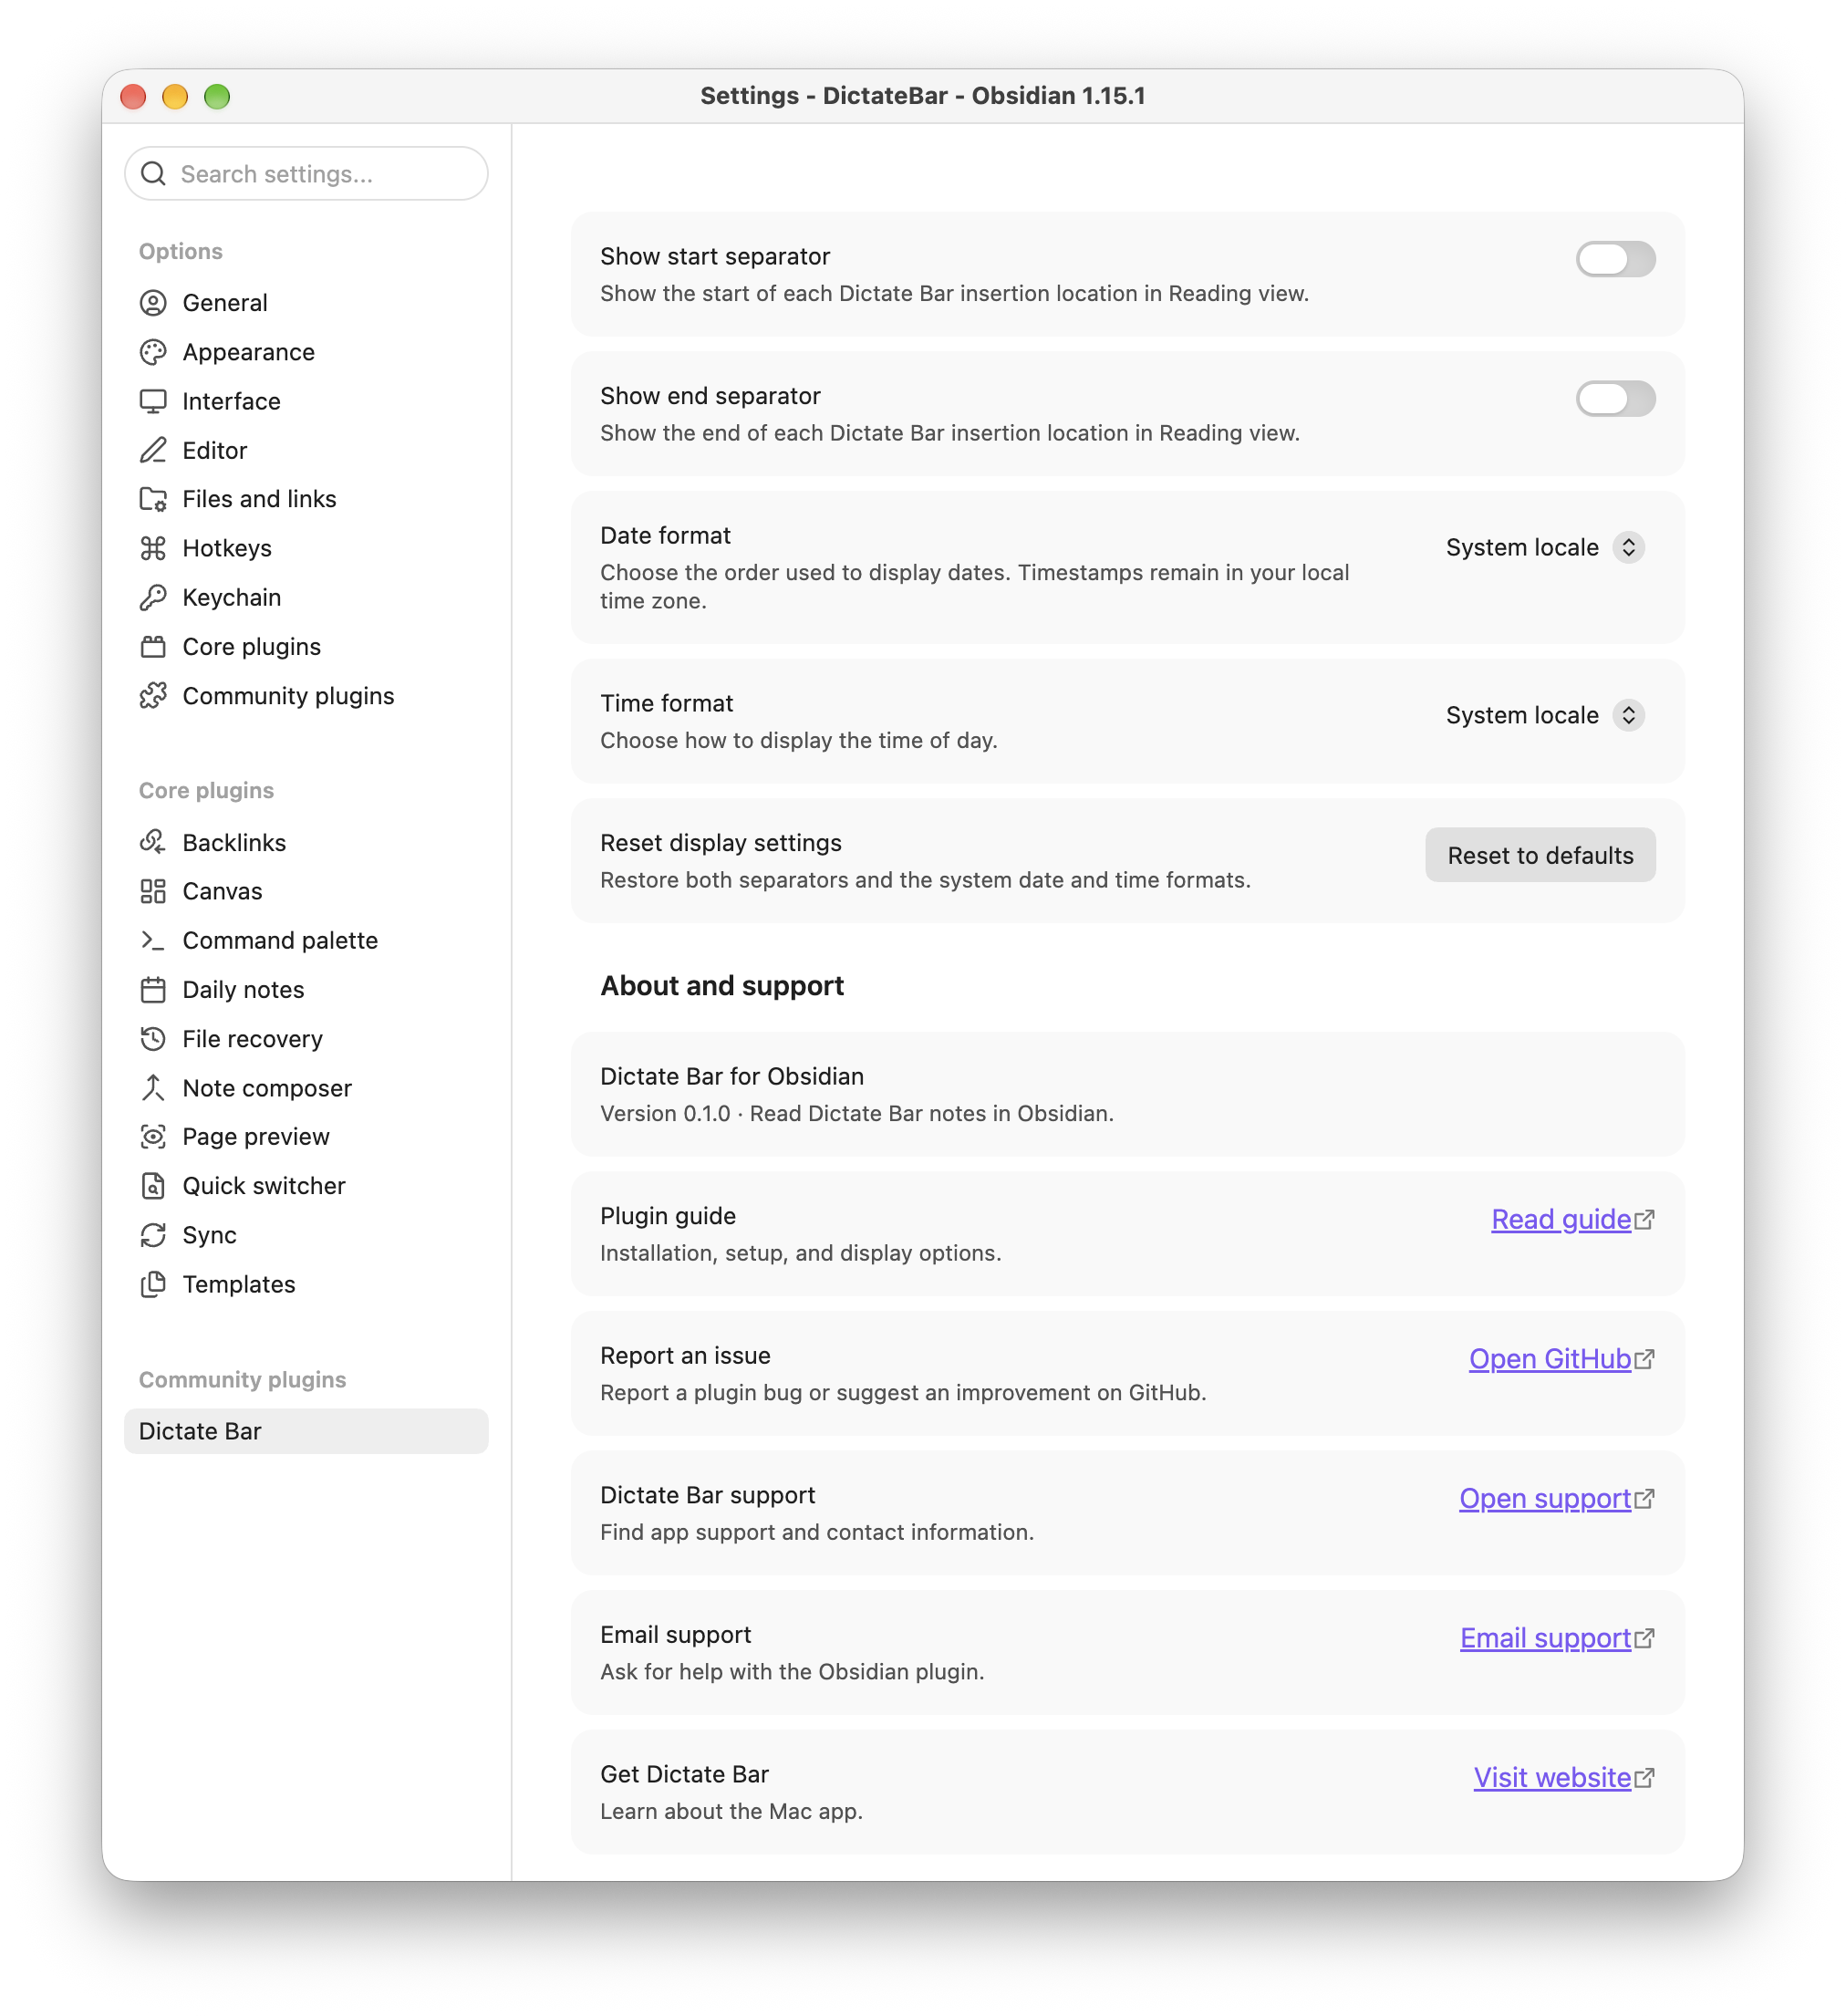 Settings - DictateBar - Obsidian 1.15.1
Search settings...
Options
General
Appearance
Interface
Editor
Files and links
Hotkeys
Keychain
Core plugins
Community plugins
Core plugins
Backlinks
Canvas
Command palette
Daily notes
File recovery
Note composer
Page preview
Quick switcher
Sync
Templates
Community plugins
Dictate Bar
Show start separator
Show the start of each Dictate Bar insertion location in Reading view.
Show end separator
Show the end of each Dictate Bar insertion location in Reading view.
Date format
System locale
Choose the order used to display dates. Timestamps remain in your local
time zone.
Time format
System locale
Choose how to display the time of day.
Reset display settings
Reset to defaults
Restore both separators and the system date and time formats.
About and support
Dictate Bar for Obsidian
Version 0.1.0 · Read Dictate Bar notes in Obsidian.
Plugin guide
Read guide
Installation, setup, and display options.
Report an issue
Open GitHub
Report a plugin bug or suggest an improvement on GitHub.
Dictate Bar support
Open support
Find app support and contact information.
Email support
Email support
Ask for help with the Obsidian plugin.
Get Dictate Bar
Visit website
Learn about the Mac app.